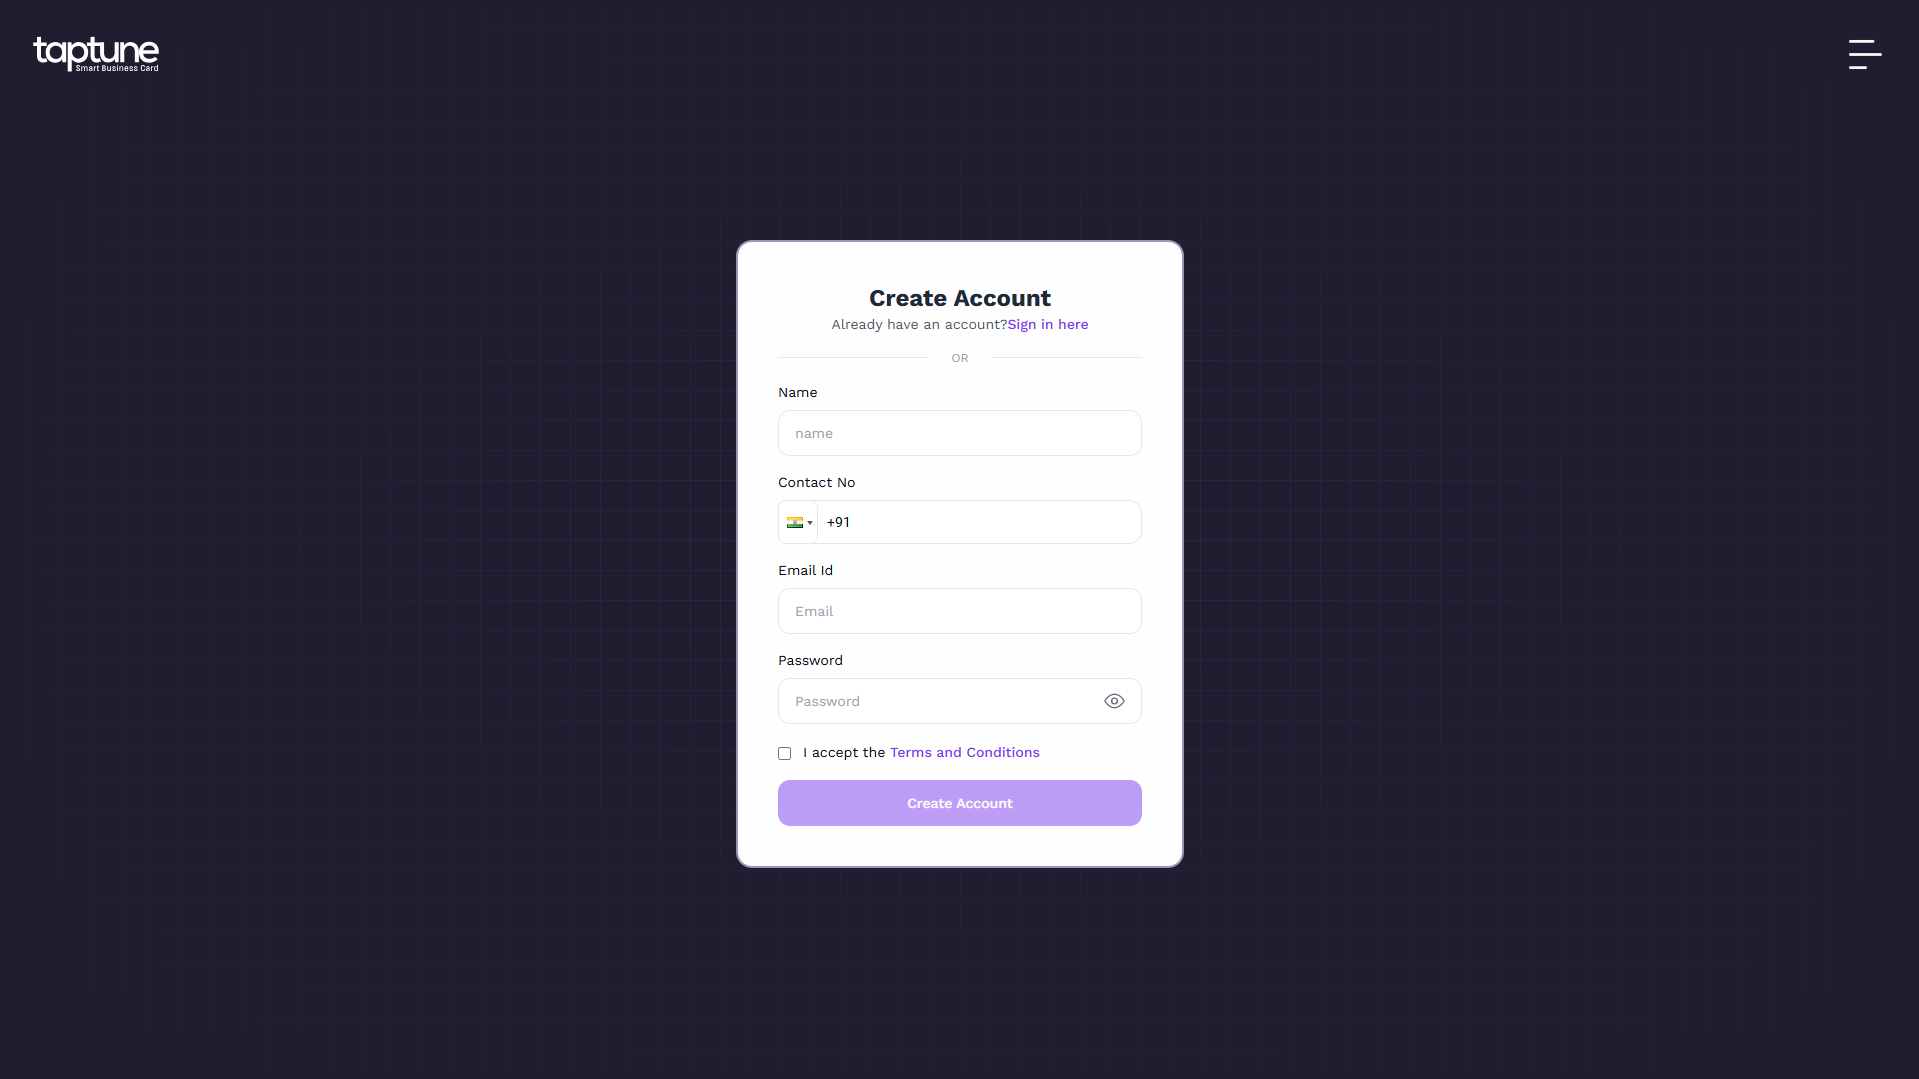 taptune
Smart Business Card
Create Account
Already have an account?Sign in here
OR
Name
name
Contact No
+91
Email Id
Email
Password
Password
I accept the Terms and Conditions
Create Account